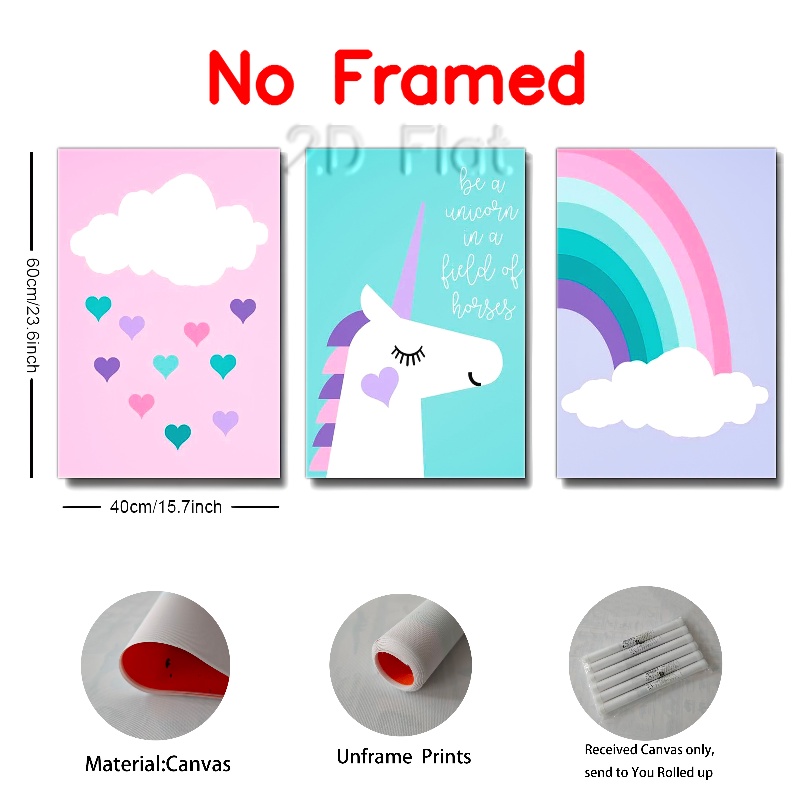 No Framed
2D Flat
be a
unicorn
in a
field of
horses
60cm/23.6inch
40cm/15.7inch
Material:Canvas
Unframe Prints
Received Canvas only,
send to You Rolled up